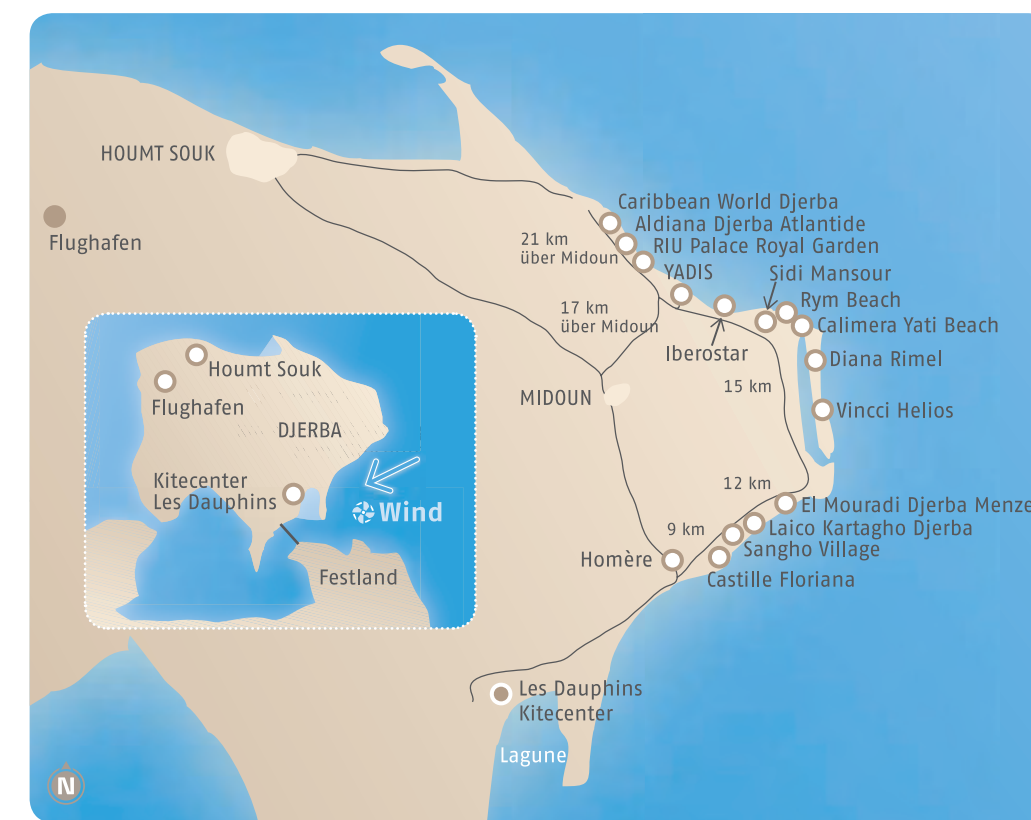 HOUMT SOUK
Flughafen
Caribbean World Djerba
Aldiana Djerba Atlantide
RIU Palace Royal Garden
21 km
über Midoun
YADIS
Sidi Mansour
Rym Beach
17 km
über Midoun
Calimera Yati Beach
Iberostar
Diana Rimel
15 km
MIDOUN
Vincci Helios
Houmt Souk
Flughafen
DJERBA
Kitecenter
Les Dauphins
Wind
Festland
12 km
El Mouradi Djerba Menze
9 km
Laico Kartagho Djerba
Sangho Village
Homère
Castille Floriana
Les Dauphins
Kitecenter
Lagune
N